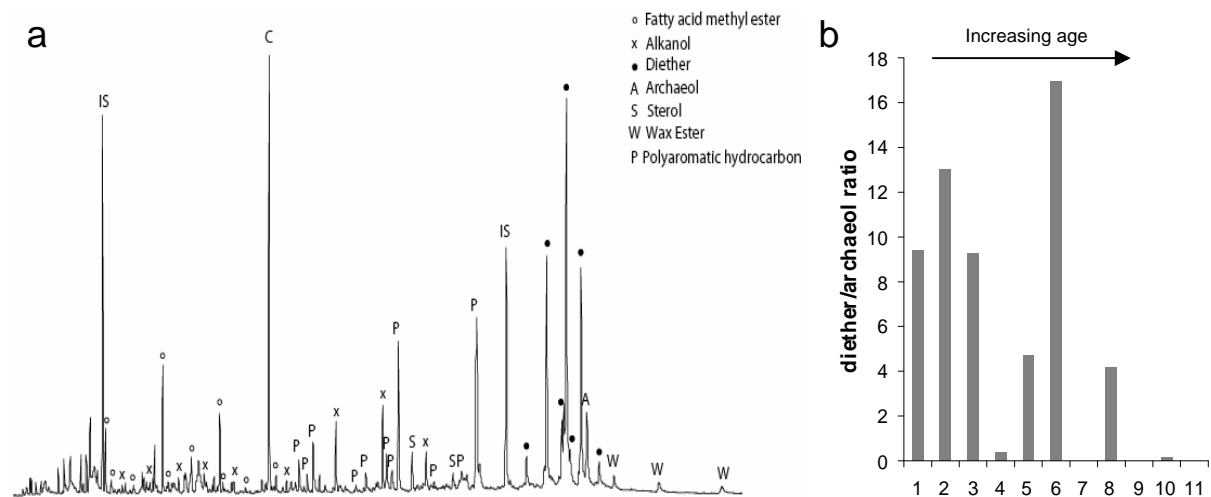 a
C
IS
o Fatty acid methyl ester
x Alkanol
• Diether
A Archaeol
S Sterol
W Wax Ester
P Polyaromatic hydrocarbon
o
o
o
x
o
x
o
x
o
x
o
o
x
o
o
x
P
P
P
x
P
P
x
P
P
P
S
x
P
S
P
P
IS
•
•
•
•
•
•
A
•
W
W
W
b
Increasing age
diether/archaeol ratio
18
16
14
12
10
8
6
4
2
0
1 2 3 4 5 6 7 8 9 10 11